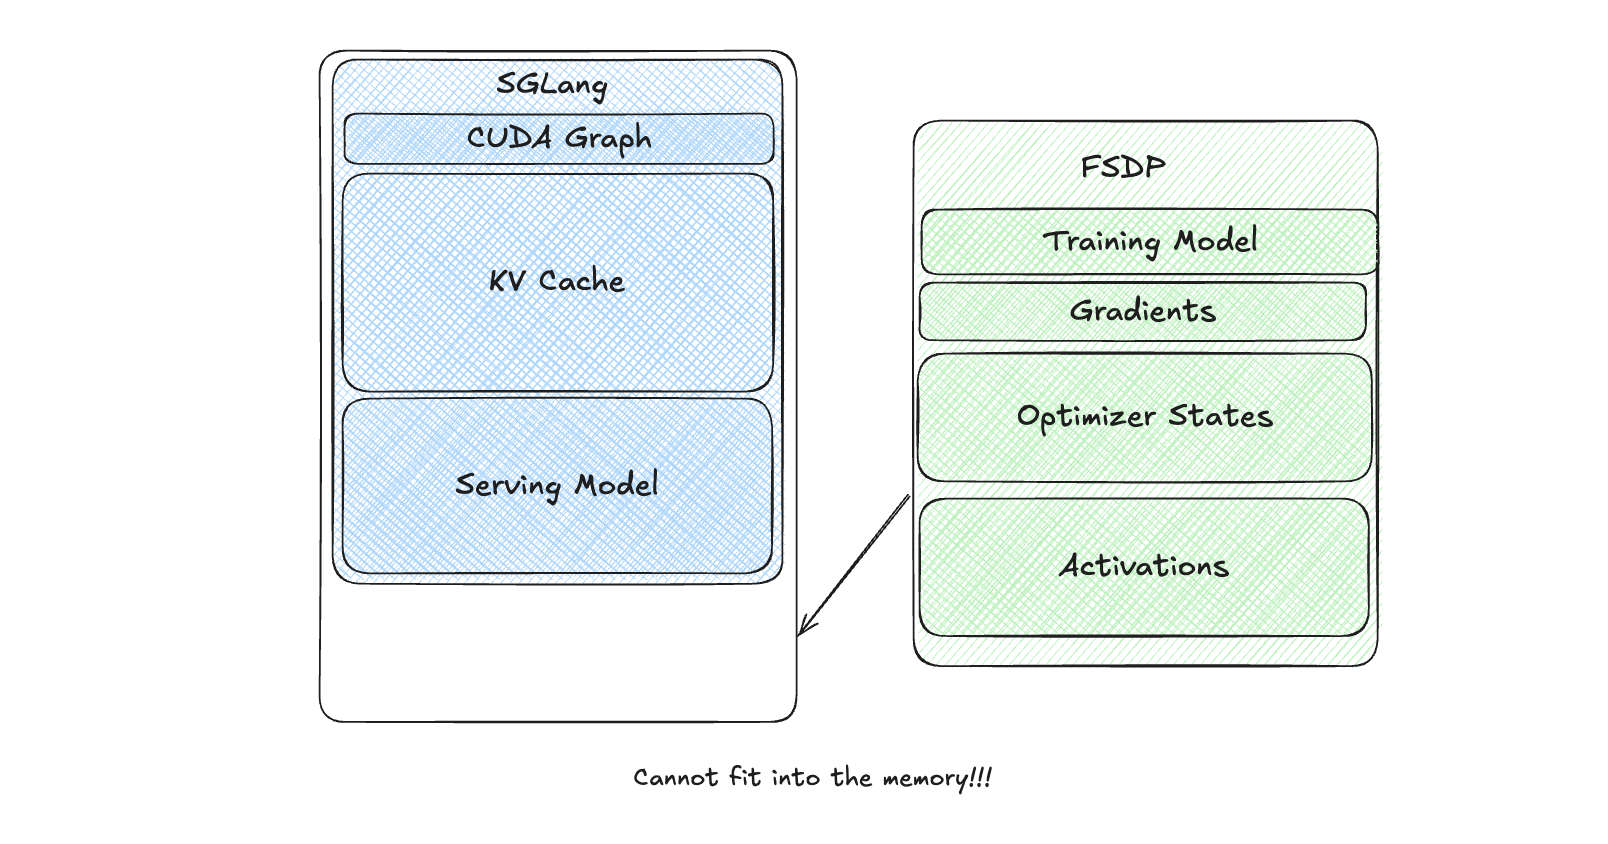 SGLang
CUDA Graph
KV Cache
Serving Model
FSDP
Training Model
Gradients
Optimizer States
Activations
Cannot fit into the memory!!!